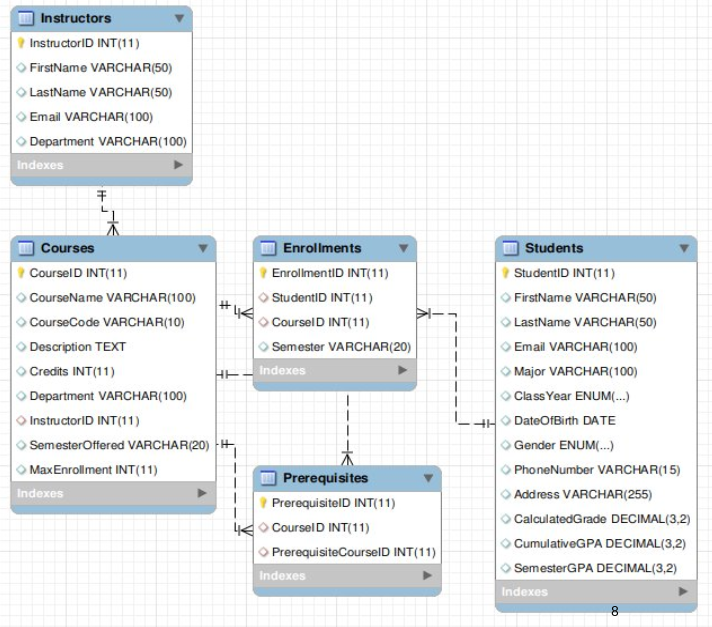 Instructors
InstructorID INT(11)
FirstName VARCHAR(50)
LastName VARCHAR(50)
Email VARCHAR(100)
Department VARCHAR(100)
Indexes
Courses
CourseID INT(11)
CourseName VARCHAR(100)
CourseCode VARCHAR(10)
Description TEXT
Credits INT(11)
Department VARCHAR(100)
InstructorID INT(11)
SemesterOffered VARCHAR(20)
MaxEnrollment INT(11)
Indexes
Enrollments
EnrollmentID INT(11)
StudentID INT(11)
CourseID INT(11)
Semester VARCHAR(20)
Indexes
Prerequisites
PrerequisiteID INT(11)
CourseID INT(11)
PrerequisiteCourseID INT(11)
Indexes
Students
StudentID INT(11)
FirstName VARCHAR(50)
LastName VARCHAR(50)
Email VARCHAR(100)
Major VARCHAR(100)
ClassYear ENUM(...)
DateOfBirth DATE
Gender ENUM(...)
PhoneNumber VARCHAR(15)
Address VARCHAR(255)
CalculatedGrade DECIMAL(3,2)
CumulativeGPA DECIMAL(3,2)
SemesterGPA DECIMAL(3,2)
Indexes
8